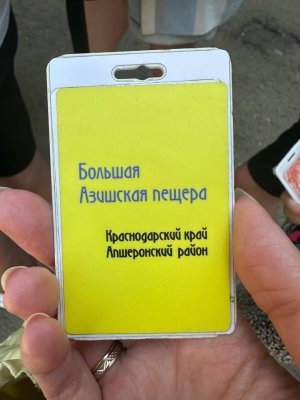 Большая
Азишская пещера
Краснодарский край
Апшеронский район